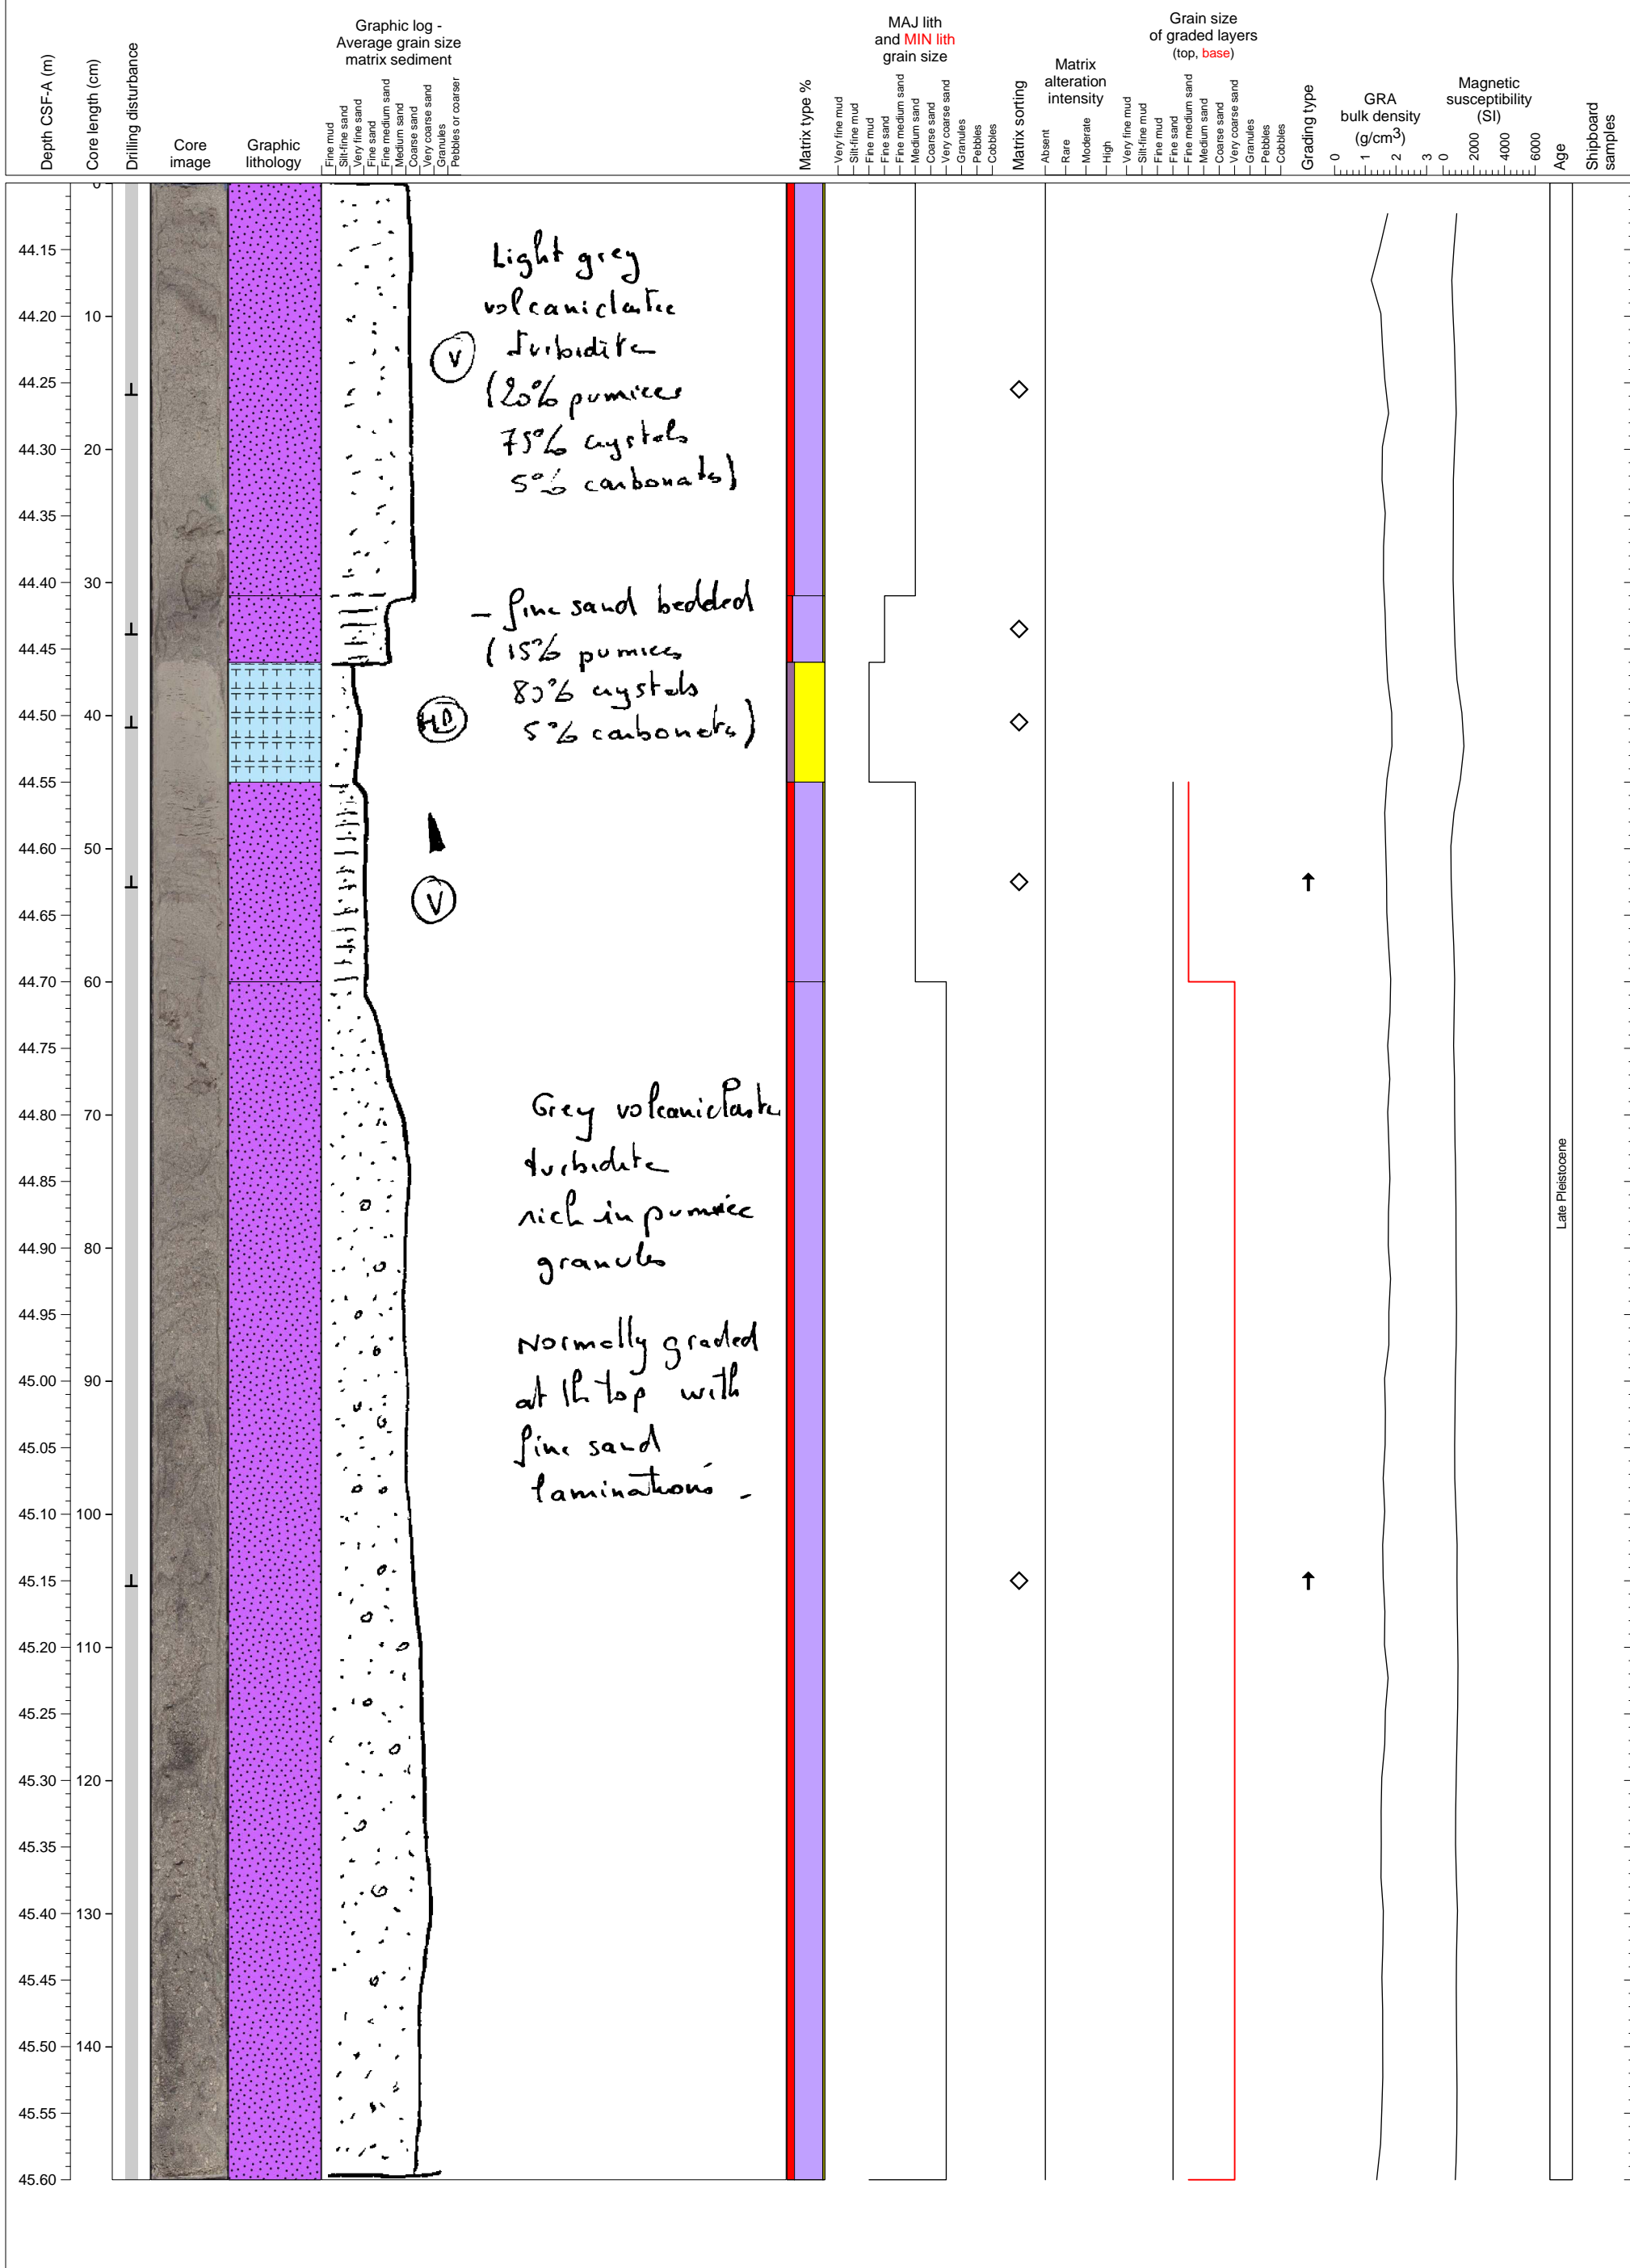 Depth CSF-A (m)
Core length (cm)
Drilling disturbance
Core
image
Graphic
lithology
Graphic log -
Average grain size
matrix sediment
Fine mud
Silt-fine sand
Very fine sand
Fine sand
Fine medium sand
Medium sand
Coarse sand
Very coarse sand
Granules
Pebbles or coarser
Matrix type %
MAJ lith
and MIN lith
grain size
Very fine mud
Silt-fine mud
Fine mud
Fine sand
Fine medium sand
Medium sand
Coarse sand
Very coarse sand
Granules
Pebbles
Cobbles
Matrix sorting
Matrix
alteration
intensity
Absent
Rare
Moderate
High
Grain size
of graded layers
(top, base)
Very fine mud
Silt-fine mud
Fine mud
Fine sand
Fine medium sand
Medium sand
Coarse sand
Very coarse sand
Granules
Pebbles
Cobbles
Grading type
GRA
bulk density
(g/cm3)
0 1 2 3
Magnetic
susceptibility
(SI)
0 2000 4000 6000
Age
Shipboard
samples
0
44.15
44.20 10
44.25
44.30 20
44.35
44.40 30
44.45
44.50 40
44.55
44.60 50
44.65
44.70 60
44.75
44.80 70
44.85
44.90 80
44.95
45.00 90
45.05
45.10 100
45.15
45.20 110
45.25
45.30 120
45.35
45.40 130
45.45
45.50 140
45.55
45.60
Light grey
volcaniclastic
turbidite
V
(20% pumices
75% crystals
5% carbonats)
- fine sand bedded
(15% pumices
80% crystals
5% carbonats)
V
Grey volcaniclastic
turbidite
rich in pumice
granules
Normally graded
at th top with
fine sand
laminations -
Late Pleistocene